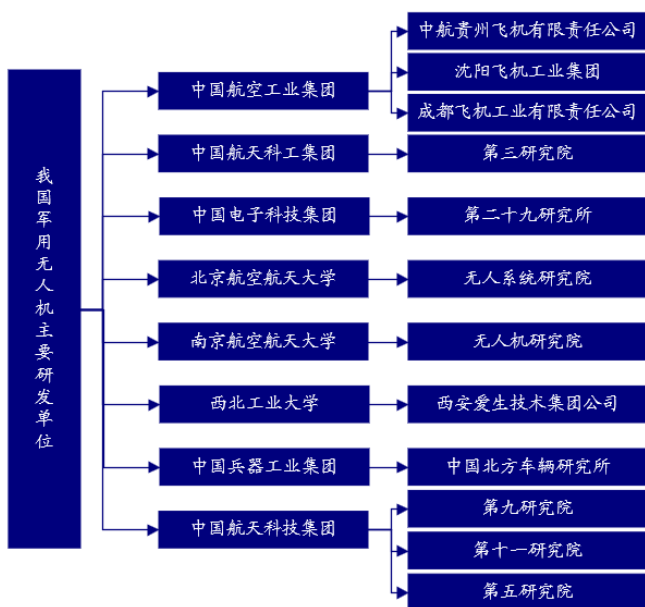 我国军用无人机主要研发单位
中国航空工业集团
中航贵州飞机有限责任公司
沈阳飞机工业集团
成都飞机工业有限责任公司
中国航天科工集团
第三研究院
中国电子科技集团
第二十九研究所
北京航空航天大学
无人系统研究院
南京航空航天大学
无人机研究院
西北工业大学
西安爱生技术集团公司
中国兵器工业集团
中国北方车辆研究所
中国航天科技集团
第九研究院
第十一研究院
第五研究院